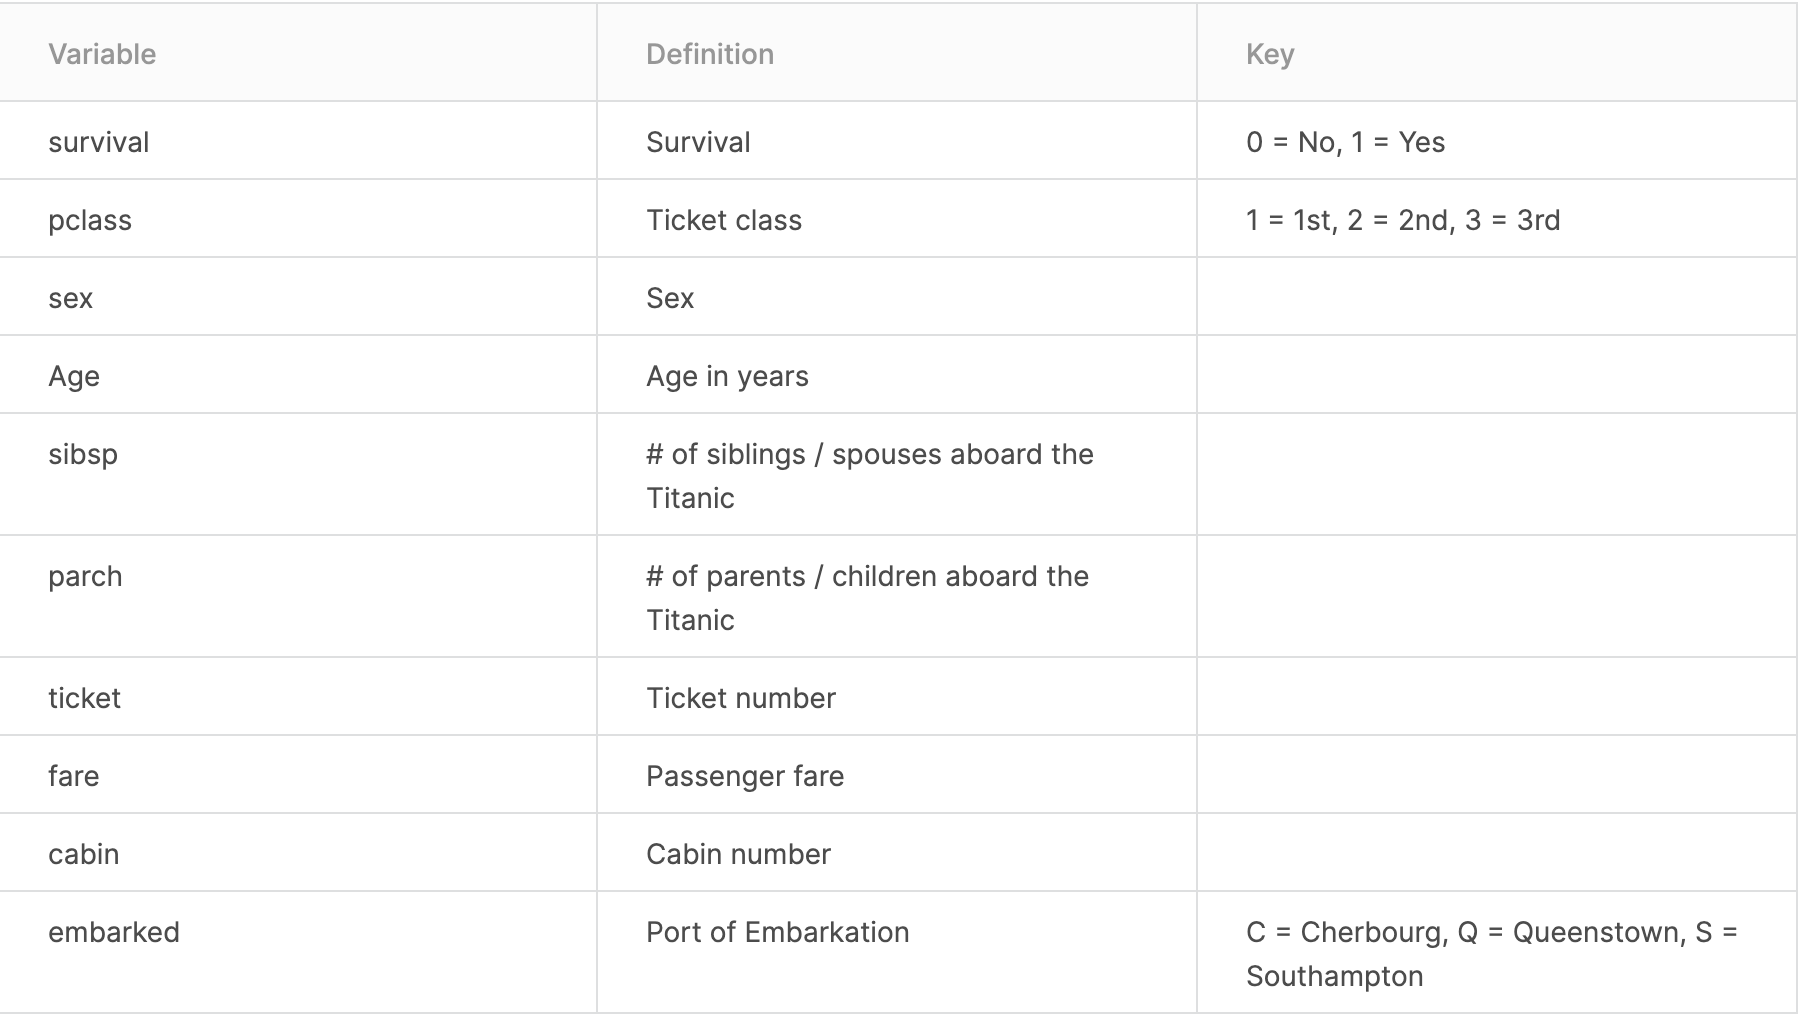 Variable Definition Key
survival Survival 0 = No, 1 = Yes
pclass Ticket class 1 = 1st, 2 = 2nd, 3 = 3rd
sex Sex
Age Age in years
sibsp # of siblings / spouses aboard the
Titanic
parch # of parents / children aboard the
Titanic
ticket Ticket number
fare Passenger fare
cabin Cabin number
embarked Port of Embarkation C = Cherbourg, Q = Queenstown, S =
Southampton